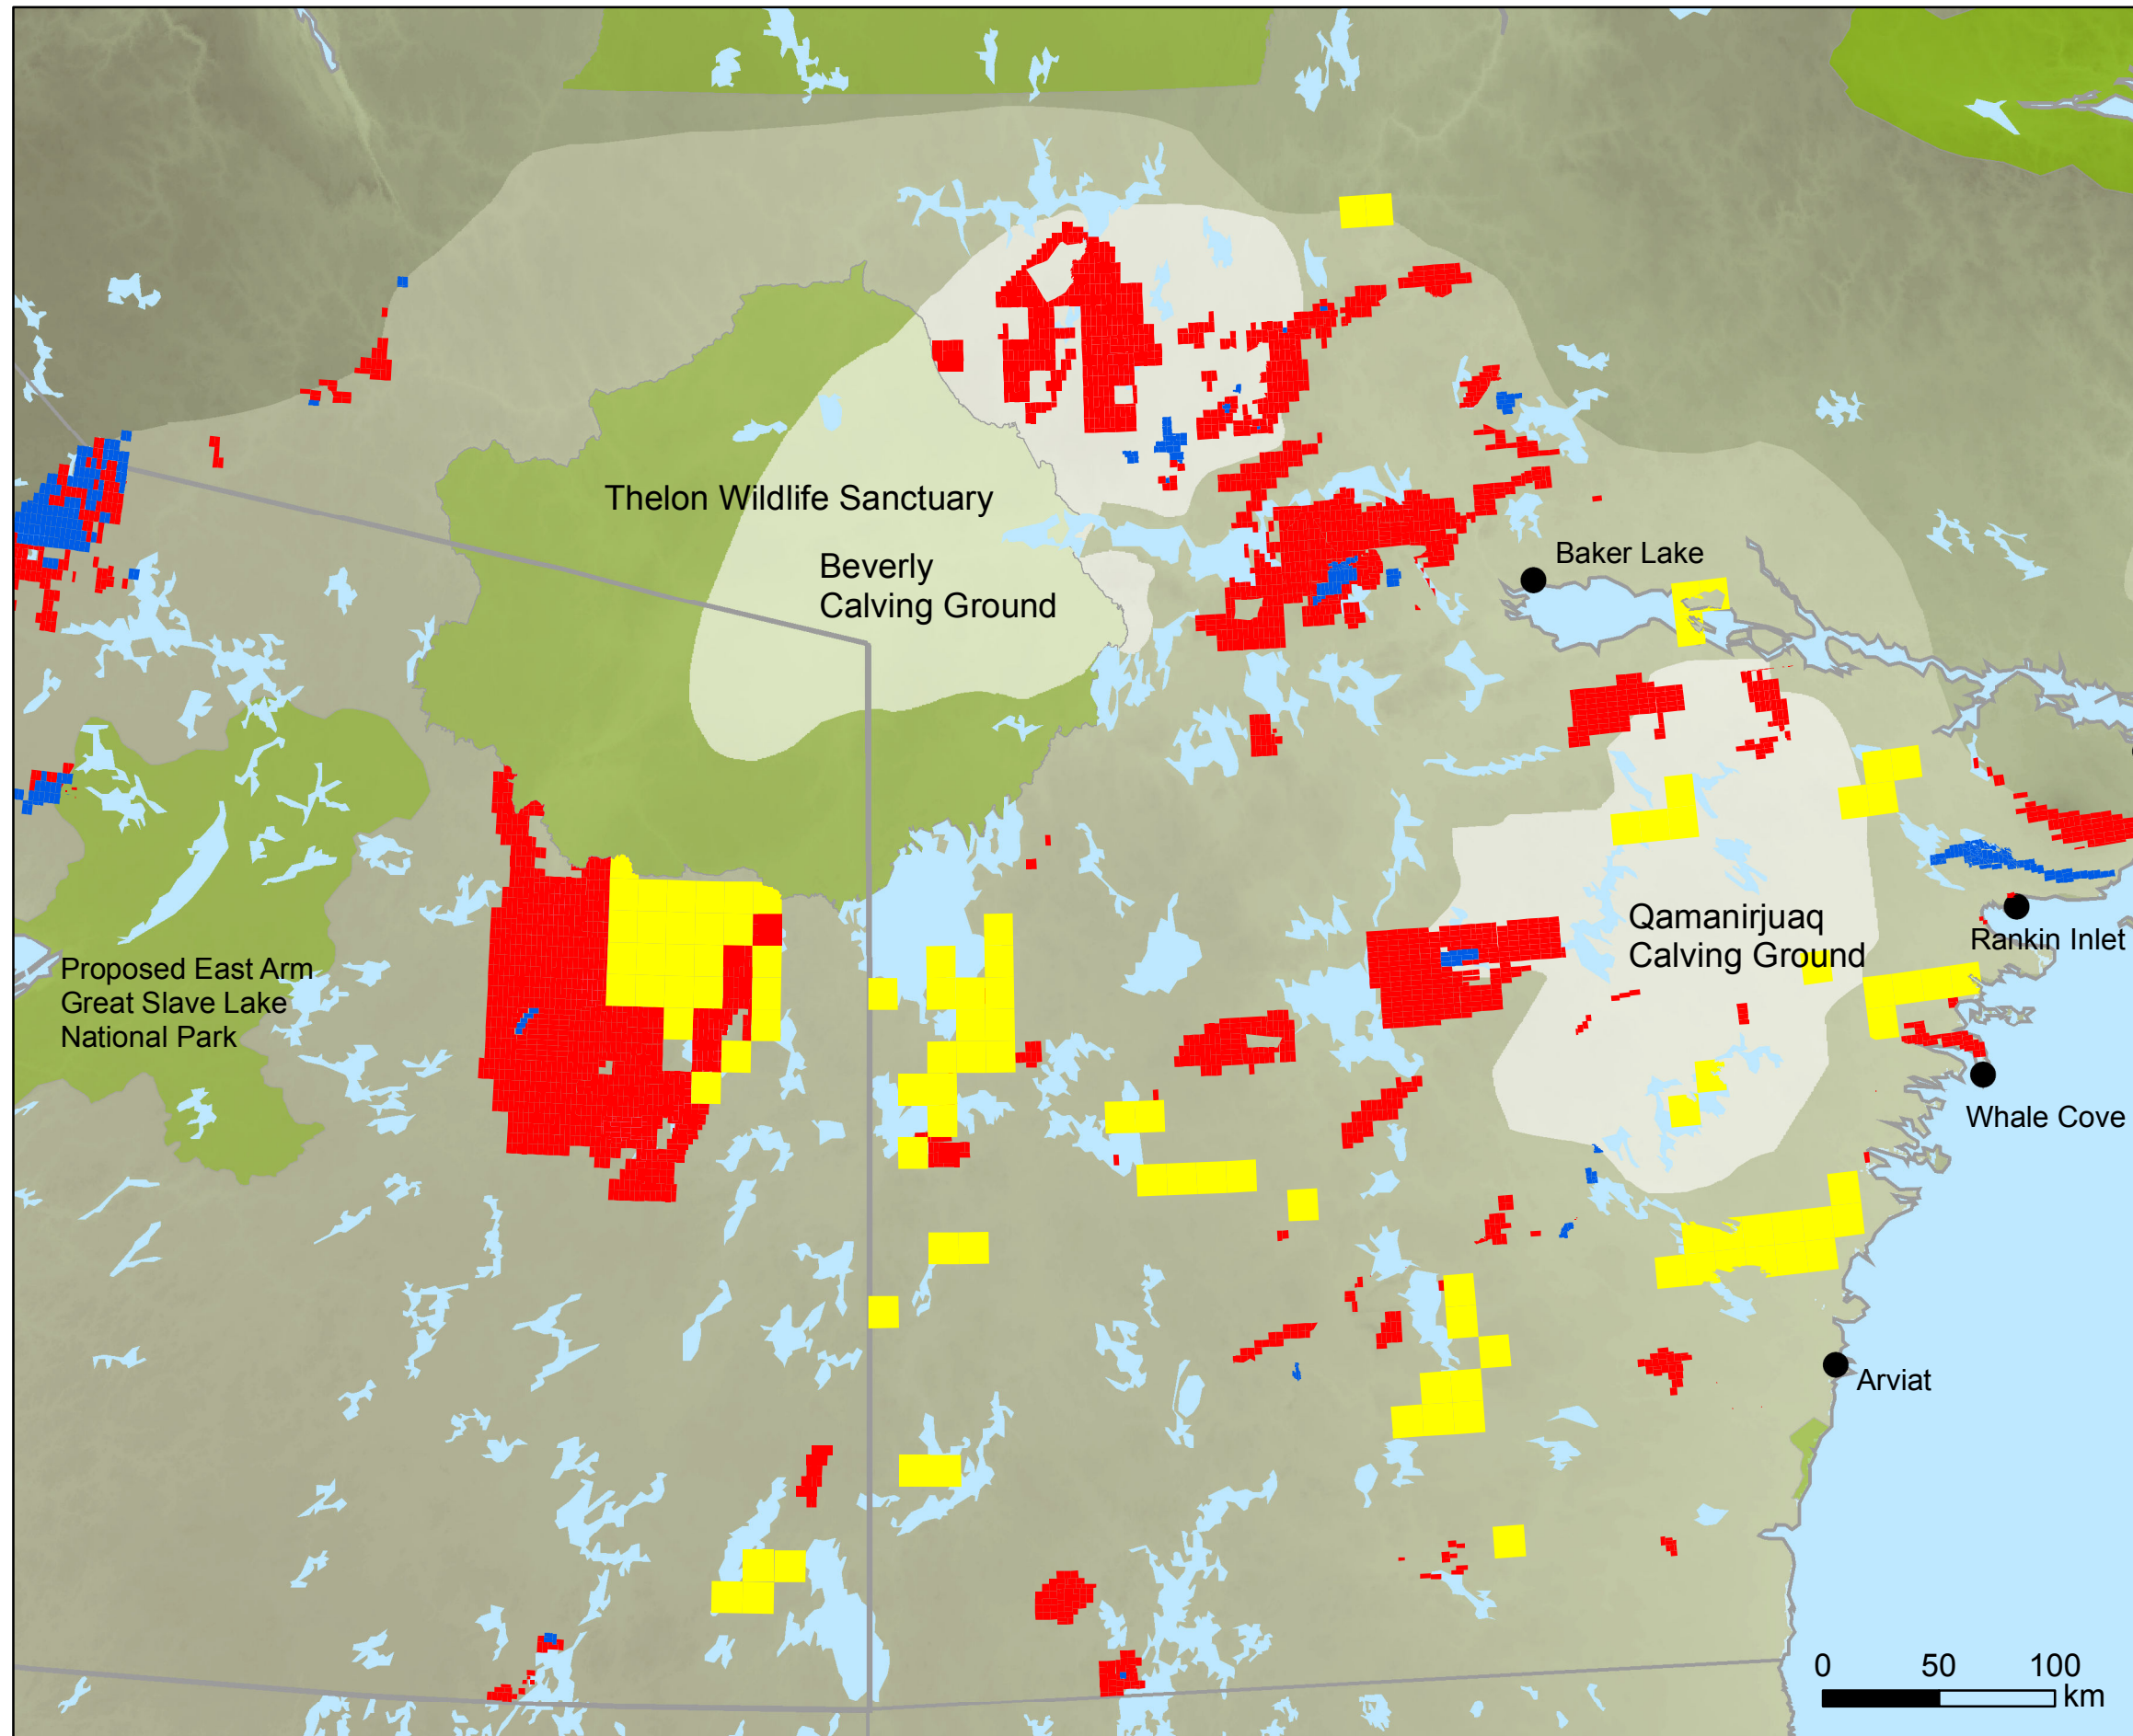 Thelon Wildlife Sanctuary
Beverly
Calving Ground
Baker Lake
Qamanirjuaq
Calving Ground
Rankin Inlet
Proposed East Arm
Great Slave Lake
National Park
Whale Cove
Arviat
0 50 100
km